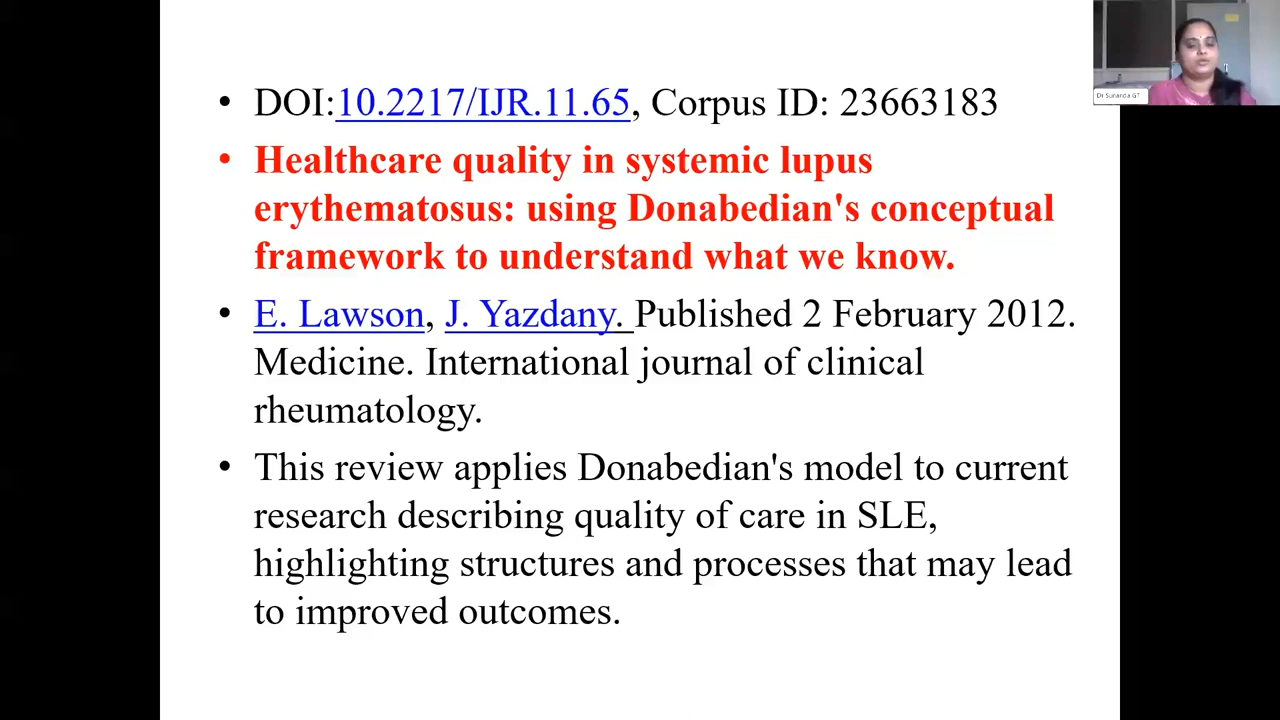 • DOI:10.2217/IJR.11.65, Corpus ID: 23663183
• Healthcare quality in systemic lupus
erythematosus: using Donabedian's conceptual
framework to understand what we know.
• E. Lawson, J. Yazdany. Published 2 February 2012.
Medicine. International journal of clinical
rheumatology.
• This review applies Donabedian's model to current
research describing quality of care in SLE,
highlighting structures and processes that may lead
to improved outcomes.
Dr Sunanda GT